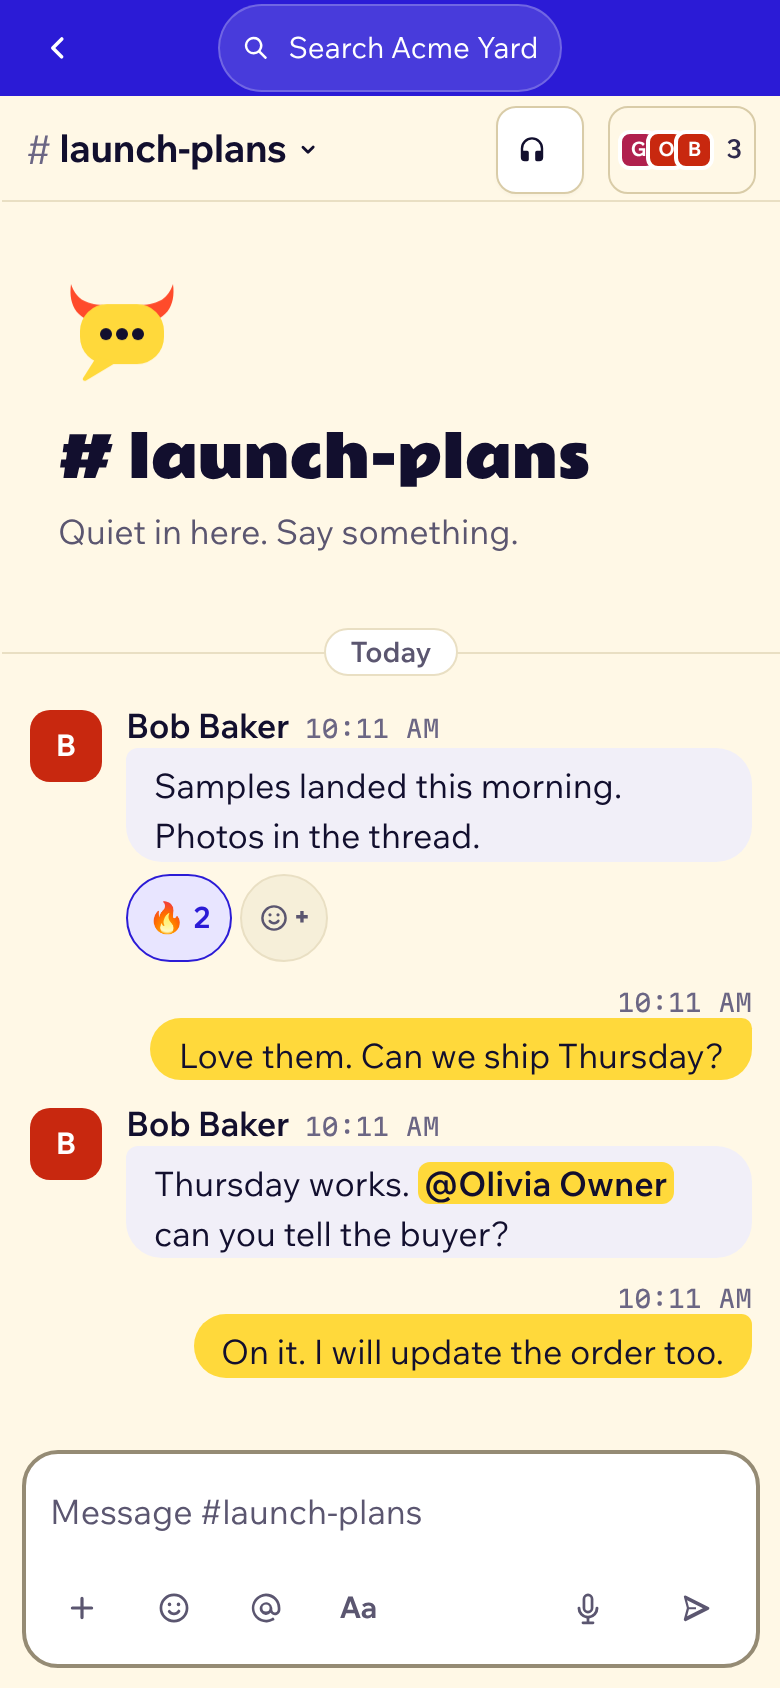 Search Acme Yard
# launch-plans
G O B 3
# launch-plans
Quiet in here. Say something.
Today
B
Bob Baker 10:11 AM
Samples landed this morning.
Photos in the thread.
🔥 2
10:11 AM
Love them. Can we ship Thursday?
B
Bob Baker 10:11 AM
Thursday works. @Olivia Owner
can you tell the buyer?
10:11 AM
On it. I will update the order too.
Message #launch-plans
Aa